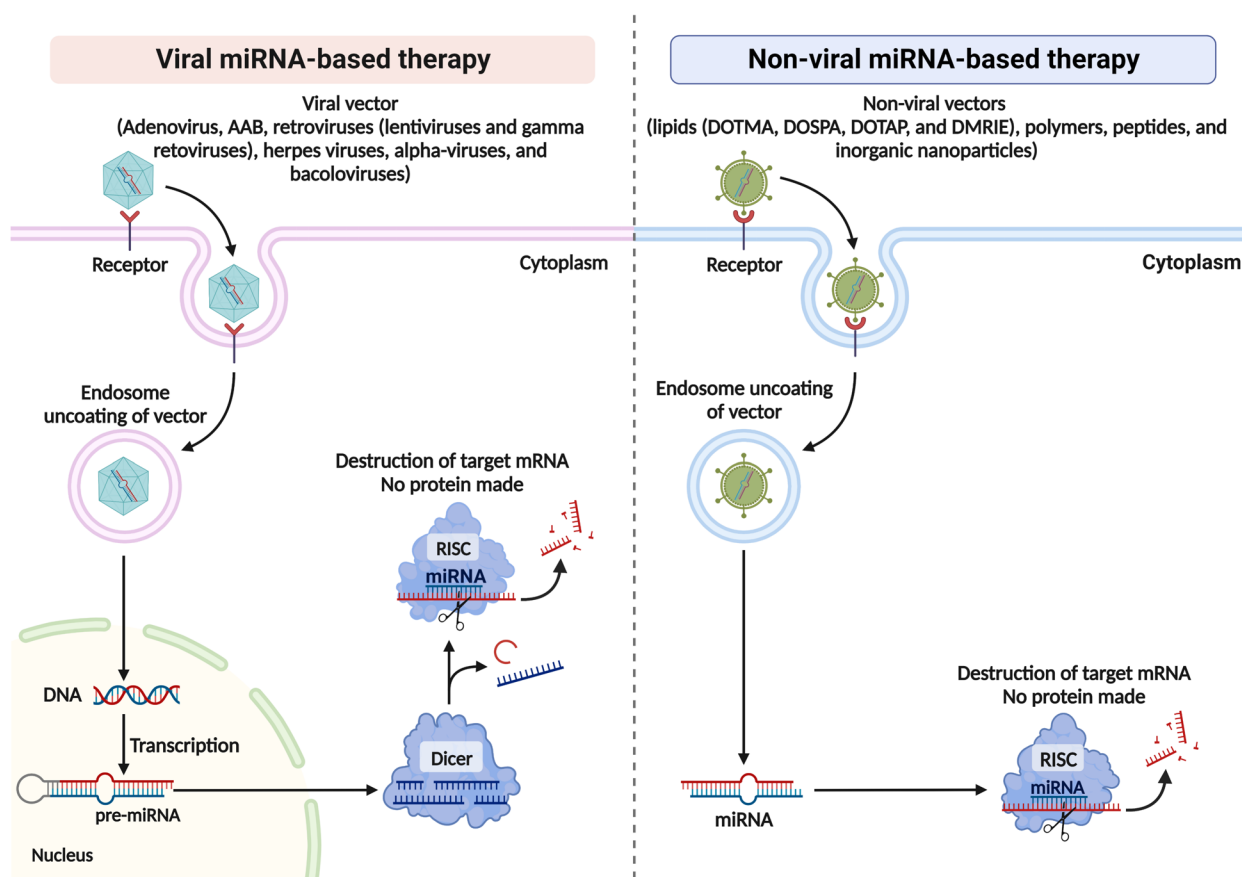 Viral miRNA-based therapy
Viral vector
(Adenovirus, AAB, retroviruses (lentiviruses and gamma
retoviruses), herpes viruses, alpha-viruses, and
bacoloviruses)
Receptor
Cytoplasm
Endosome
uncoating of vector
Destruction of target mRNA
No protein made
RISC
miRNA
DNA
Transcription
Dicer
pre-miRNA
Nucleus
Non-viral miRNA-based therapy
Non-viral vectors
(lipids (DOTMA, DOSPA, DOTAP, and DMRIE), polymers, peptides, and
inorganic nanoparticles)
Receptor
Cytoplasm
Endosome uncoating
of vector
Destruction of target mRNA
No protein made
RISC
miRNA
miRNA